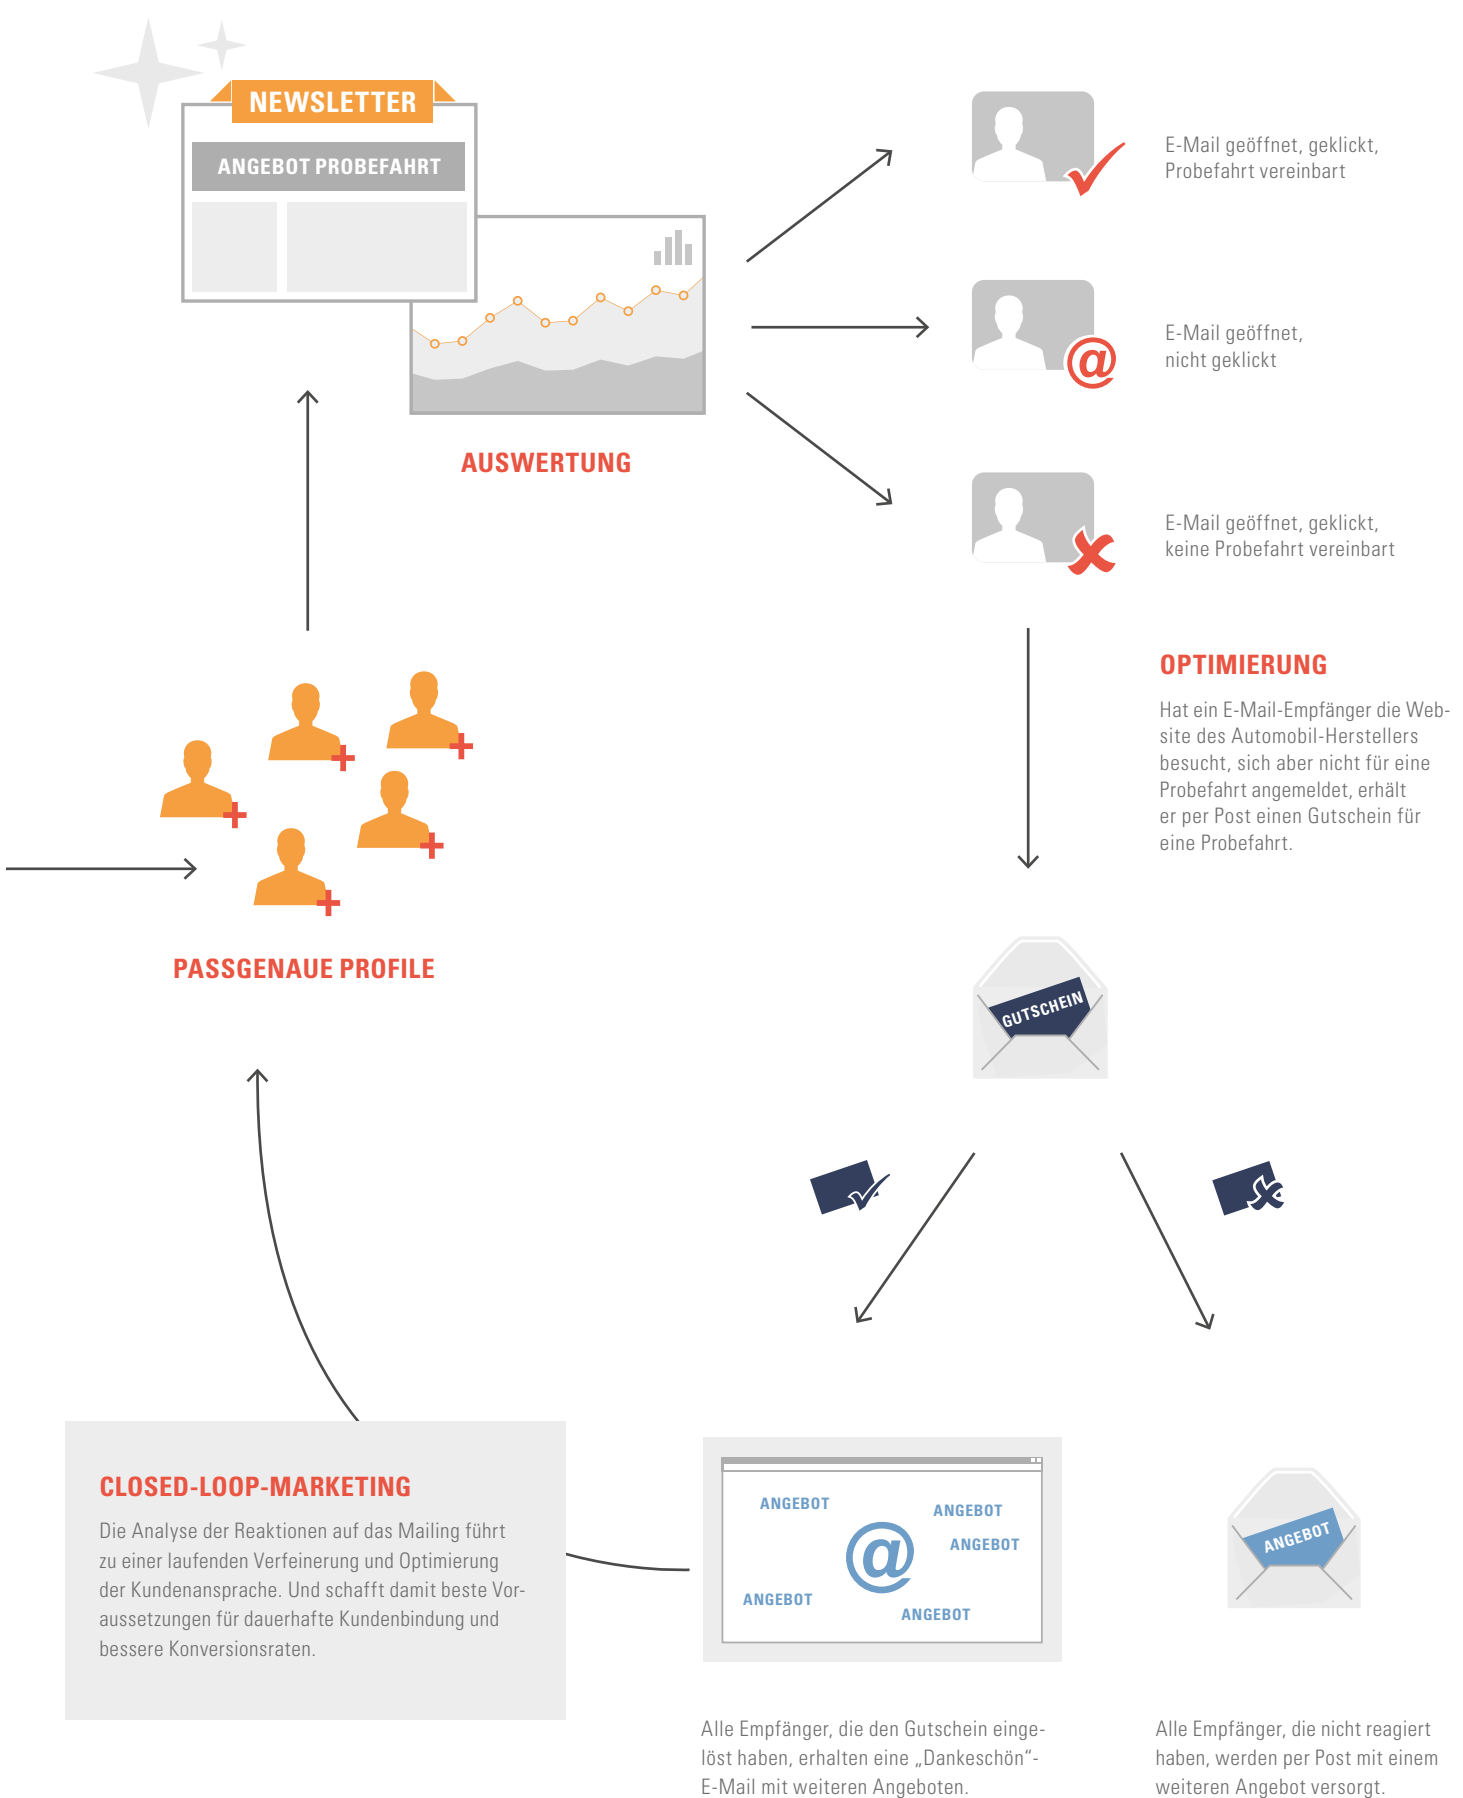 NEWSLETTER
ANGEBOT PROBEFAHRT
AUSWERTUNG
E-Mail geöffnet, geklickt,
Probefahrt vereinbart
@
E-Mail geöffnet,
nicht geklickt
E-Mail geöffnet, geklickt,
keine Probefahrt vereinbart
OPTIMIERUNG
Hat ein E-Mail-Empfänger die Web-
site des Automobil-Herstellers
besucht, sich aber nicht für eine
Probefahrt angemeldet, erhält
er per Post einen Gutschein für
eine Probefahrt.
PASSGENAUE PROFILE
GUTSCHEIN
CLOSED-LOOP-MARKETING
Die Analyse der Reaktionen auf das Mailing führt
zu einer laufenden Verfeinerung und Optimierung
der Kundenansprache. Und schafft damit beste Vor-
aussetzungen für dauerhafte Kundenbindung und
bessere Konversionsraten.
ANGEBOT
ANGEBOT
ANGEBOT
@
ANGEBOT
ANGEBOT
ANGEBOT
Alle Empfänger, die den Gutschein einge-
löst haben, erhalten eine „Dankeschön“-
E-Mail mit weiteren Angeboten.
Alle Empfänger, die nicht reagiert
haben, werden per Post mit einem
weiteren Angebot versorgt.